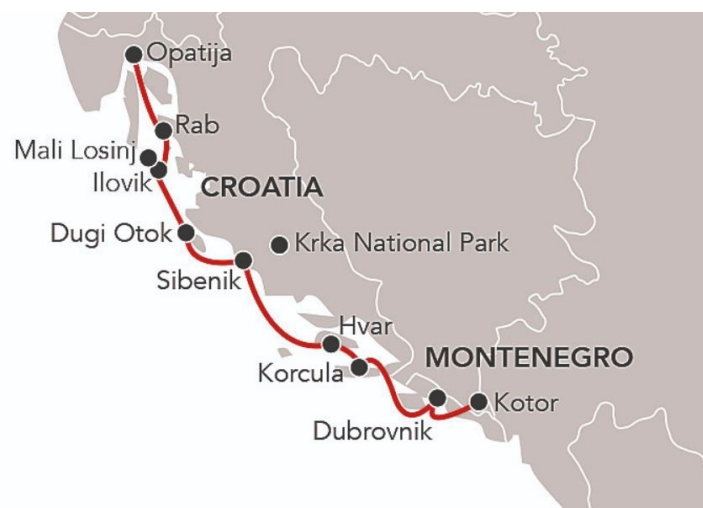 Opatija
Rab
Mali Losinj
Ilovik
CROATIA
Dugi Otok
Krka National Park
Sibenik
Hvar
MONTENEGRO
Korcula
Kotor
Dubrovnik